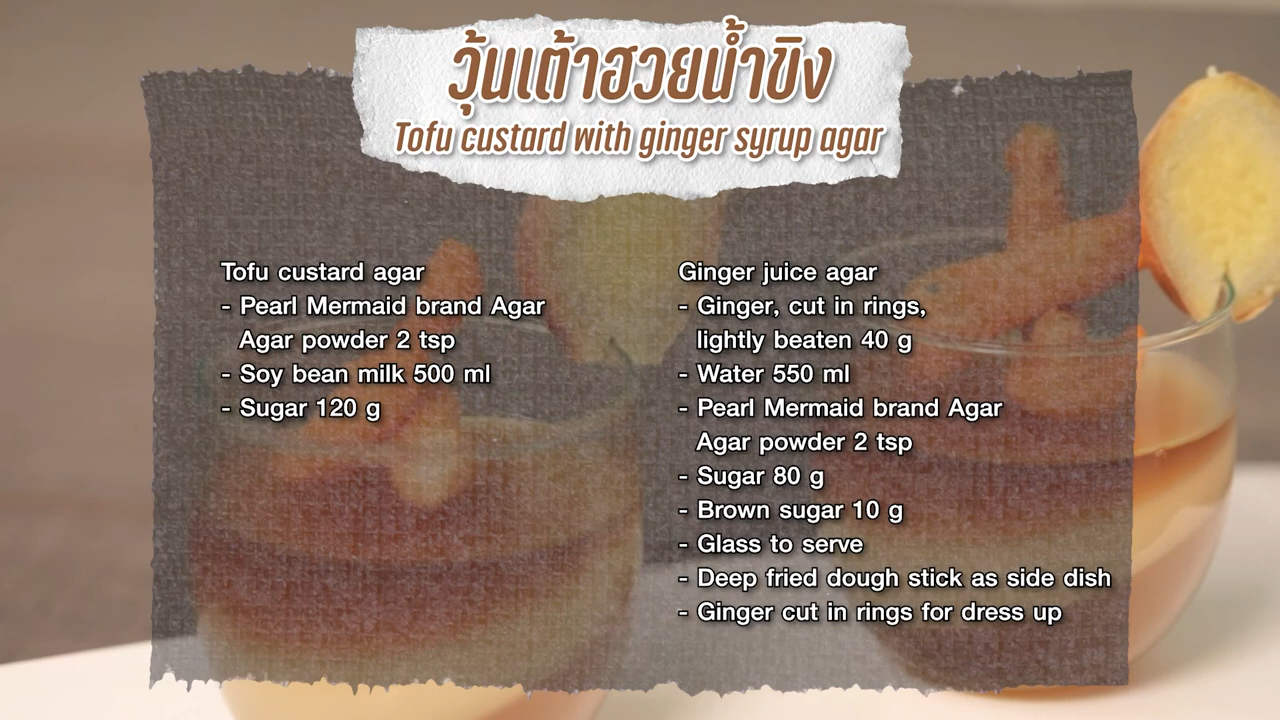 วุ้นเต้าฮวยน้ำขิง
Tofu custard with ginger syrup agar
Tofu custard agar
- Pearl Mermaid brand Agar
Agar powder 2 tsp
- Soy bean milk 500 ml
- Sugar 120 g
Ginger juice agar
- Ginger, cut in rings,
lightly beaten 40 g
- Water 550 ml
- Pearl Mermaid brand Agar
Agar powder 2 tsp
- Sugar 80 g
- Brown sugar 10 g
- Glass to serve
- Deep fried dough stick as side dish
- Ginger cut in rings for dress up